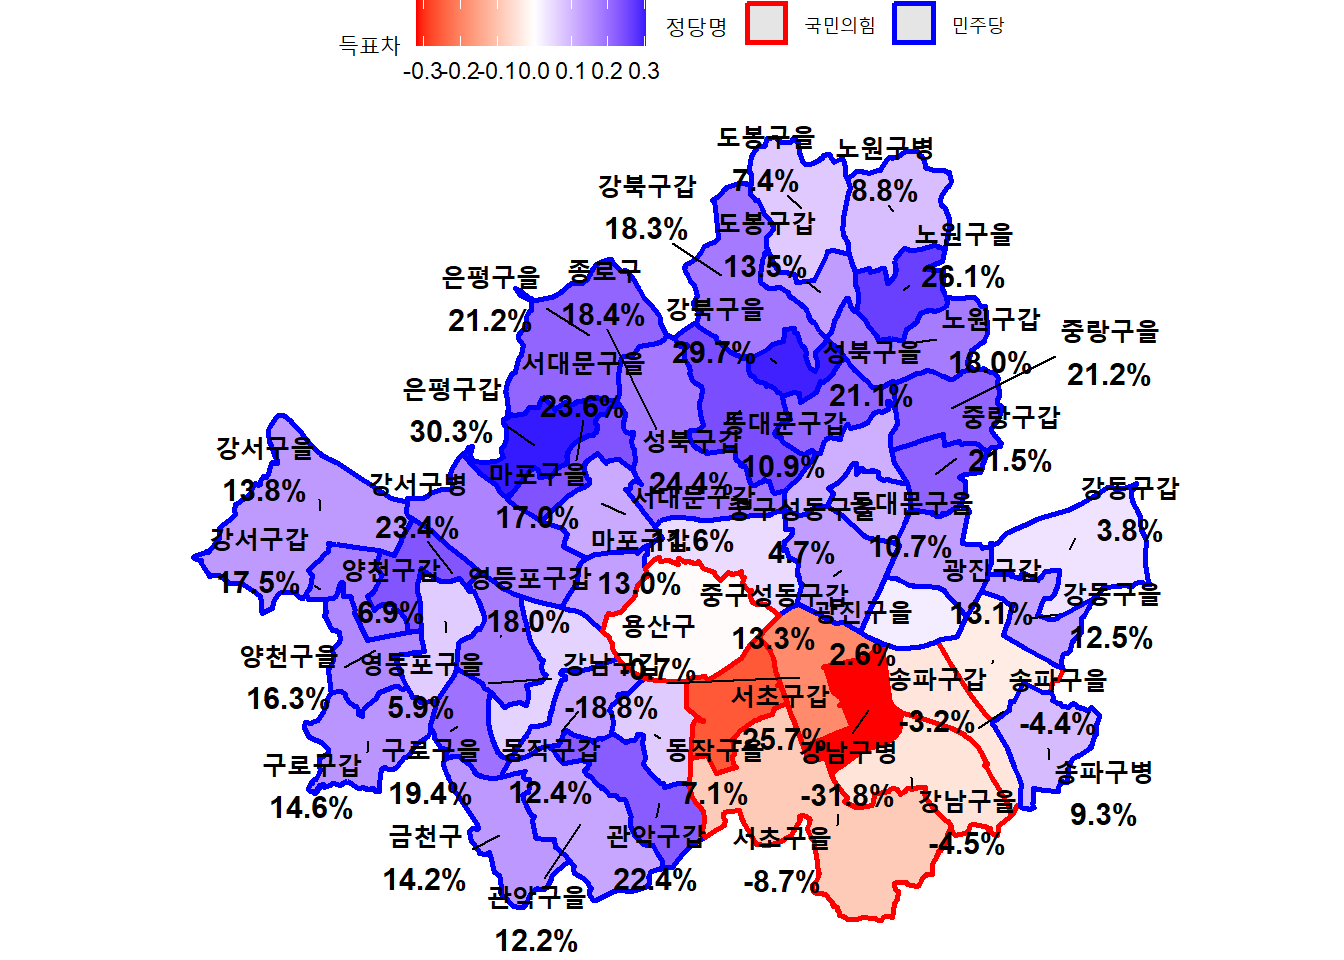 득표차
-0.3
-0.2
-0.1
0.0
0.1
0.2
0.3
정당명
국민의힘
민주당
도봉구을
7.4%
노원구병
8.8%
강북구갑
18.3%
도봉구갑
13.5%
노원구을
26.1%
은평구을
21.2%
종로구
18.4%
강북구을
29.7%
노원구갑
18.0%
중랑구을
21.2%
서대문구을
23.6%
성북구을
21.1%
은평구갑
30.3%
동대문구갑
10.9%
중랑구갑
21.5%
강서구을
13.8%
강서구병
23.4%
마포구을
17.0%
성북구갑
24.4%
서대문구갑
11.6%
중구성동구을
4.7%
동대문구을
10.7%
강동구갑
3.8%
강서구갑
17.5%
양천구갑
6.9%
영등포구갑
18.0%
마포구갑
13.0%
중구성동구갑
13.3%
광진구갑
13.1%
강동구을
12.5%
용산구
-0.7%
광진구을
2.6%
양천구을
16.3%
영등포구을
5.9%
강남구갑
-18.8%
서초구갑
-25.7%
송파구갑
-3.2%
송파구을
-4.4%
구로구갑
14.6%
구로구을
19.4%
동작구갑
12.4%
동작구을
7.1%
강남구병
-31.8%
강남구을
-4.5%
송파구병
9.3%
금천구
14.2%
관악구갑
22.4%
서초구을
-8.7%
관악구을
12.2%